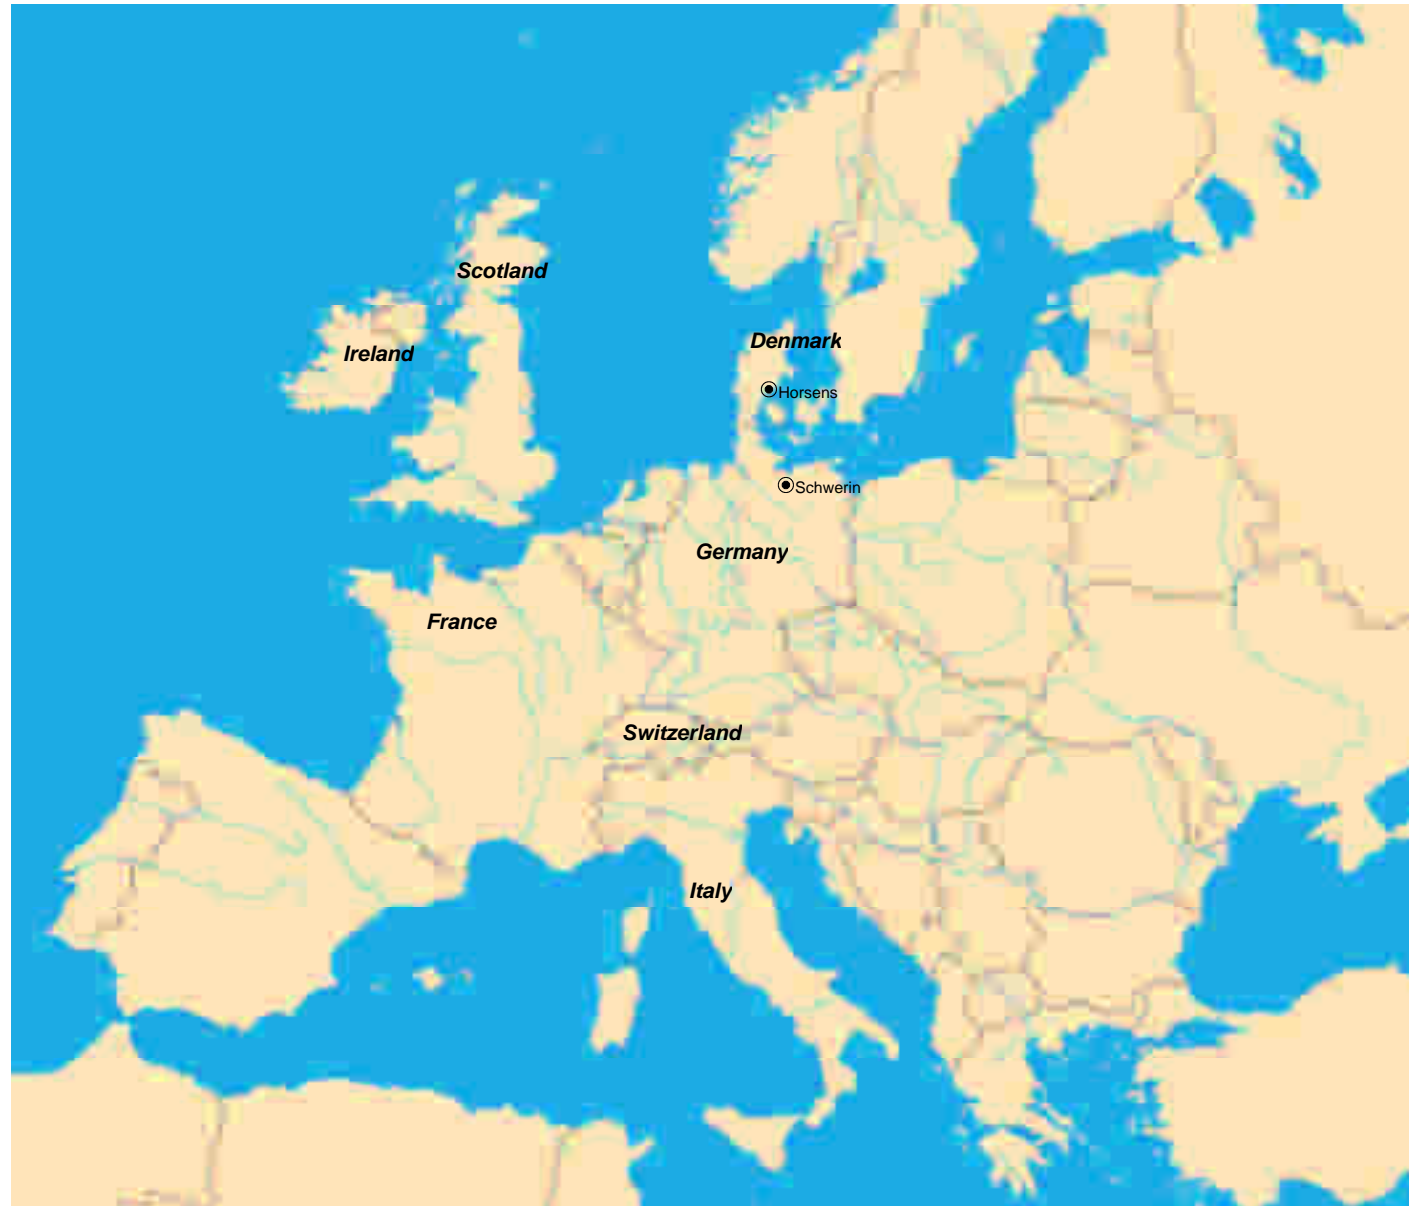 Scotland
Denmark
Ireland
Horsens
Schwerin
Germany
France
Switzerland
Italy